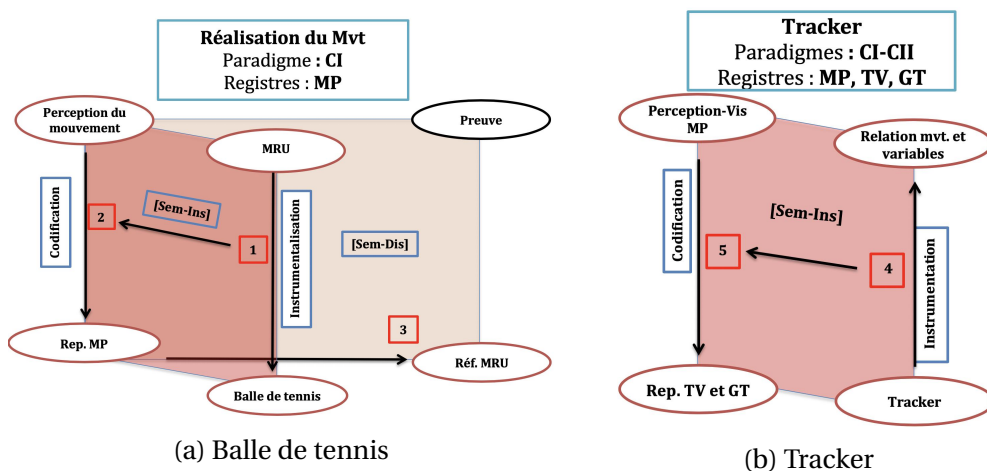 Réalisation du Mvt
Paradigme : CI
Registres : MP
Perception du
mouvement
MRU
Preuve
Codification
2
[Sem-Ins]
1
Instrumentalisation
[Sem-Dis]
3
Rep. MP
Réf. MRU
Balle de tennis
(a) Balle de tennis
Tracker
Paradigmes : CI-CII
Registres : MP, TV, GT
Perception-Vis
MP
Relation mvt. et
variables
Codification
[Sem-Ins]
5
4
Instrumentation
Rep. TV et GT
Tracker
(b) Tracker